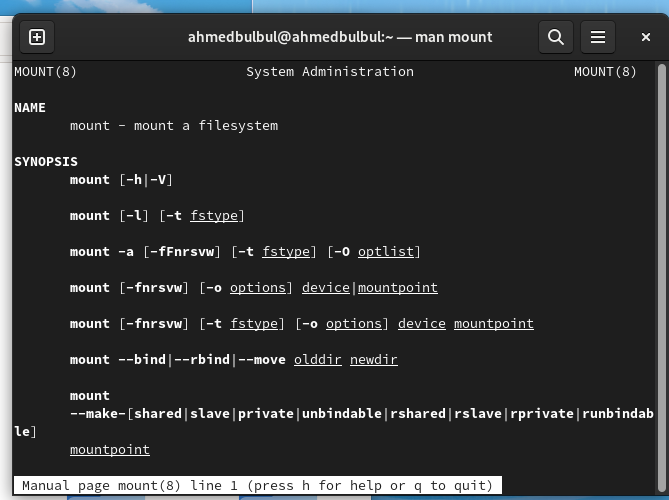 ahmedbulbul@ahmedbulbul:~ — man mount
MOUNT(8) System Administration MOUNT(8)
NAME
mount - mount a filesystem
SYNOPSIS
mount [-h|-V]
mount [-l] [-t fstype]
mount -a [-fFnrsvw] [-t fstype] [-O optlist]
mount [-fnrsvw] [-o options] device|mountpoint
mount [-fnrsvw] [-t fstype] [-o options] device mountpoint
mount --bind|--rbind|--move olddir newdir
mount
--make-[shared|slave|private|unbindable|rshared|rslave|rprivate|runbindab
le]
mountpoint
Manual page mount(8) line 1 (press h for help or q to quit)